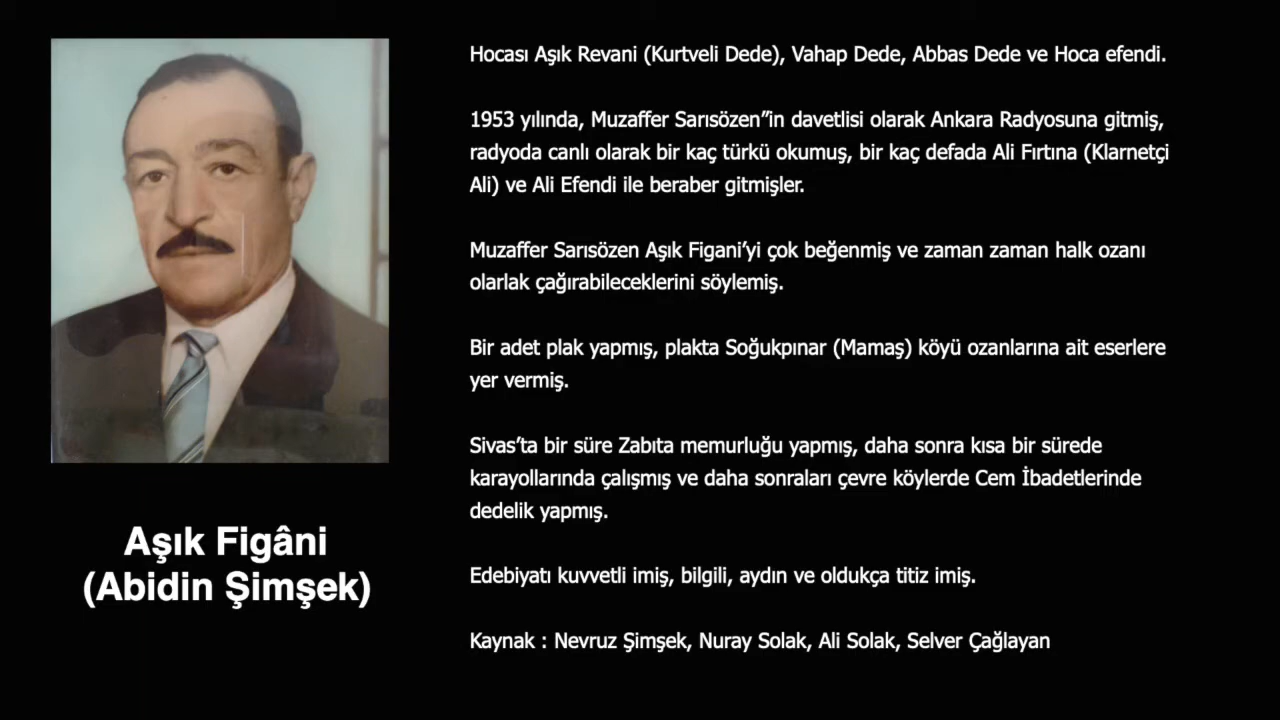 Hocası Aşık Revani (Kurtveli Dede), Vahap Dede, Abbas Dede ve Hoca efendi.
1953 yılında, Muzaffer Sarısözen”in davetlisi olarak Ankara Radyosuna gitmiş,
radyoda canlı olarak bir kaç türkü okumuş, bir kaç defada Ali Fırtına (Klarnetçi
Ali) ve Ali Efendi ile beraber gitmişler.
Muzaffer Sarısözen Aşık Figani’yi çok beğenmiş ve zaman zaman halk ozanı
olarlak çağırabileceklerini söylemiş.
Bir adet plak yapmış, plakta Soğukpınar (Mamaş) köyü ozanlarına ait eserlere
yer vermiş.
Sivas’ta bir süre Zabıta memurluğu yapmış, daha sonra kısa bir sürede
karayollarında çalışmış ve daha sonraları çevre köylerde Cem İbadetlerinde
dedelik yapmış.
Edebiyatı kuvvetli imiş, bilgili, aydın ve oldukça titiz imiş.
Kaynak : Nevruz Şimşek, Nuray Solak, Ali Solak, Selver Çağlayan
Aşık Figâni
(Abidin Şimşek)